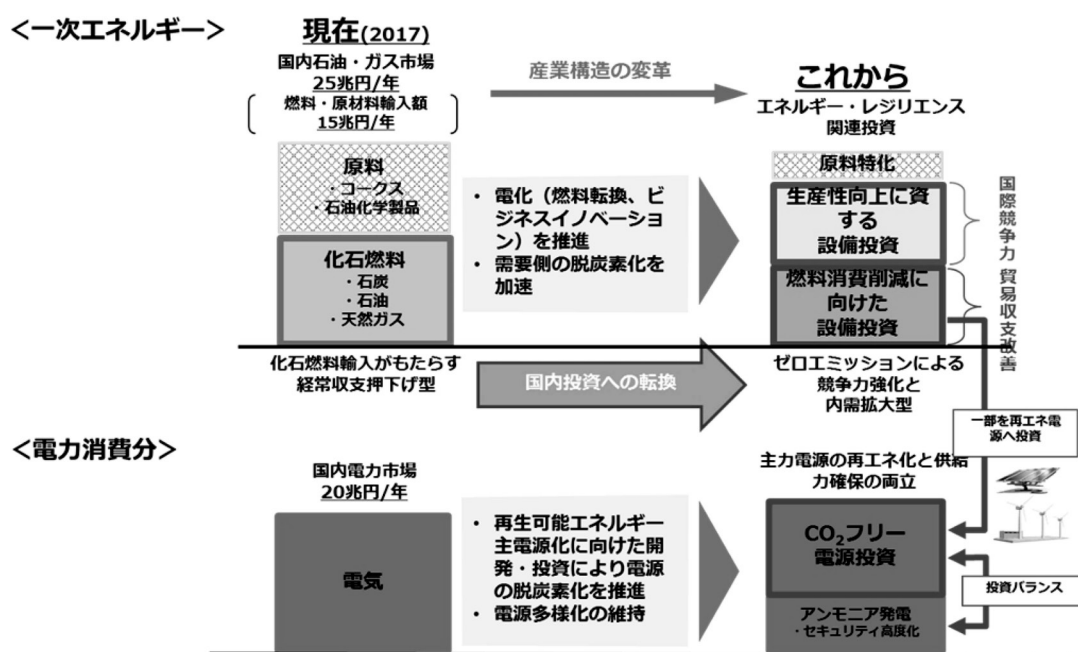 ＜一次エネルギー＞
現在(2017)
国内石油・ガス市場
25兆円/年
燃料・原材料輸入額
15兆円/年
産業構造の変革
これから
エネルギー・レジリエンス
関連投資
原料
・コークス
・石油化学製品
化石燃料
・石炭
・石油
・天然ガス
• 電化（燃料転換、ビ
ジネスイノベーショ
ン）を推進
• 需要側の脱炭素化を
加速
原料特化
生産性向上に資
する
設備投資
燃料消費削減に
向けた
設備投資
国際競争力
貿易収支改善
化石燃料輸入がもたらす
経常収支押下げ型
国内投資への転換
ゼロエミッションによる
競争力強化と
内需拡大型
一部を再エネ電
源へ投資
＜電力消費分＞
国内電力市場
20兆円/年
主力電源の再エネ化と供給
力確保の両立
電気
• 再生可能エネルギー
主電源化に向けた開
発・投資により電源
の脱炭素化を推進
• 電源多様化の維持
CO₂フリー
電源投資
アンモニア発電
・セキュリティ高度化
投資バランス